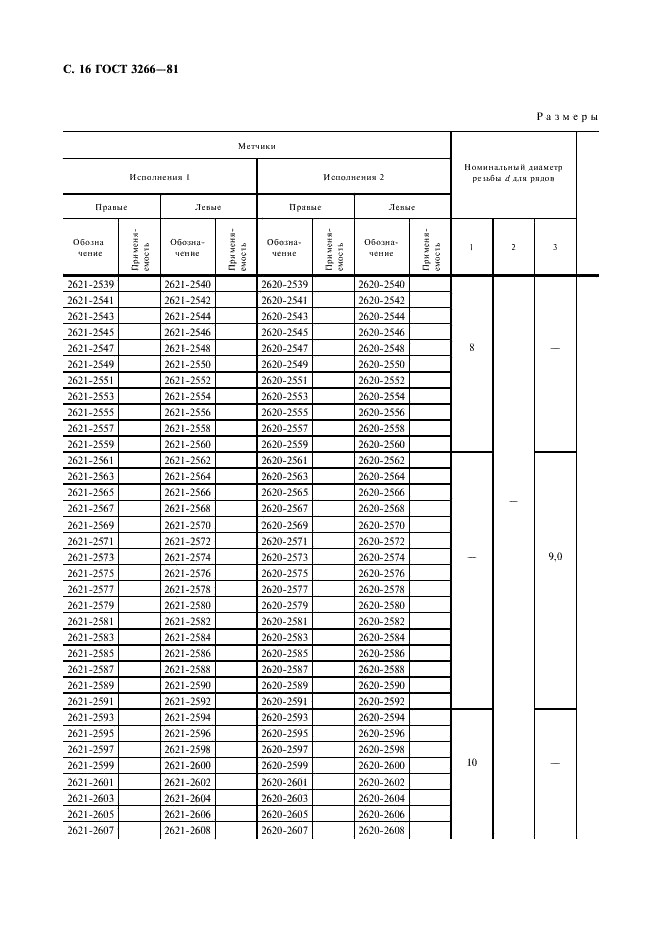 С. 16 ГОСТ 3266—81
Размеры
Метчики
Номинальный диаметр
резьбы d для рядов
Исполнения 1
Исполнения 2
Правые
Левые
Правые
Левые
Обозна
чение
Применя-
емость
Обозна-
чение
Применя-
емость
Обозна-
чение
Применя-
емость
Обозна-
чение
Применя-
емость
1
2
3
2621-2539 2621-2540 2620-2539 2620-2540
2621-2541 2621-2542 2620-2541 2620-2542
2621-2543 2621-2544 2620-2543 2620-2544
2621-2545 2621-2546 2620-2545 2620-2546
2621-2547 2621-2548 2620-2547 2620-2548 8 —
2621-2549 2621-2550 2620-2549 2620-2550
2621-2551 2621-2552 2620-2551 2620-2552
2621-2553 2621-2554 2620-2553 2620-2554
2621-2555 2621-2556 2620-2555 2620-2556
2621-2557 2621-2558 2620-2557 2620-2558
2621-2559 2621-2560 2620-2559 2620-2560
2621-2561 2621-2562 2620-2561 2620-2562
2621-2563 2621-2564 2620-2563 2620-2564
2621-2565 2621-2566 2620-2565 2620-2566
—
2621-2567 2621-2568 2620-2567 2620-2568
2621-2569 2621-2570 2620-2569 2620-2570
2621-2571 2621-2572 2620-2571 2620-2572
2621-2573 2621-2574 2620-2573 2620-2574 — 9,0
2621-2575 2621-2576 2620-2575 2620-2576
2621-2577 2621-2578 2620-2577 2620-2578
2621-2579 2621-2580 2620-2579 2620-2580
2621-2581 2621-2582 2620-2581 2620-2582
2621-2583 2621-2584 2620-2583 2620-2584
2621-2585 2621-2586 2620-2585 2620-2586
2621-2587 2621-2588 2620-2587 2620-2588
2621-2589 2621-2590 2620-2589 2620-2590
2621-2591 2621-2592 2620-2591 2620-2592
2621-2593 2621-2594 2620-2593 2620-2594
2621-2595 2621-2596 2620-2595 2620-2596
2621-2597 2621-2598 2620-2597 2620-2598
2621-2599 2621-2600 2620-2599 2620-2600 10 —
2621-2601 2621-2602 2620-2601 2620-2602
2621-2603 2621-2604 2620-2603 2620-2604
2621-2605 2621-2606 2620-2605 2620-2606
2621-2607 2621-2608 2620-2607 2620-2608